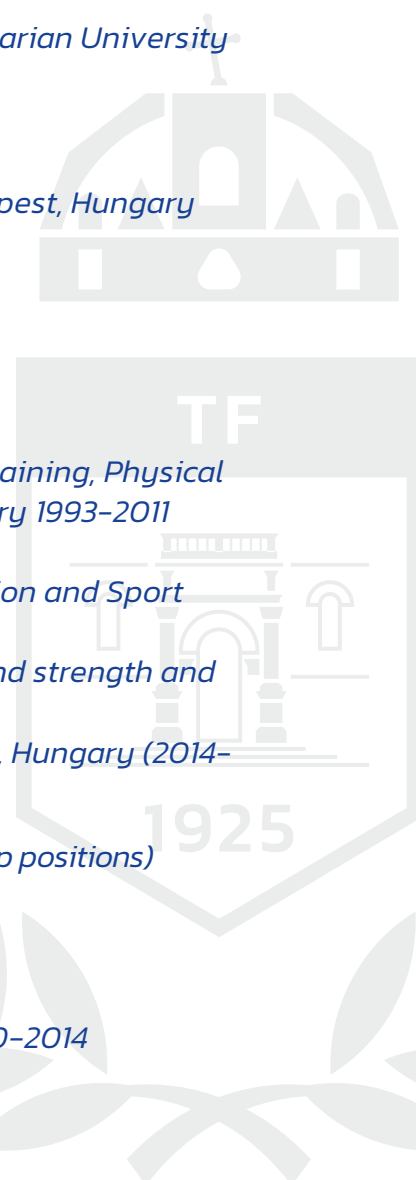 arian University
pest, Hungary
TF
aining, Physical
ry 1993-2011
on and Sport
nd strength and
, Hungary (2014-
1925
p positions)
0-2014